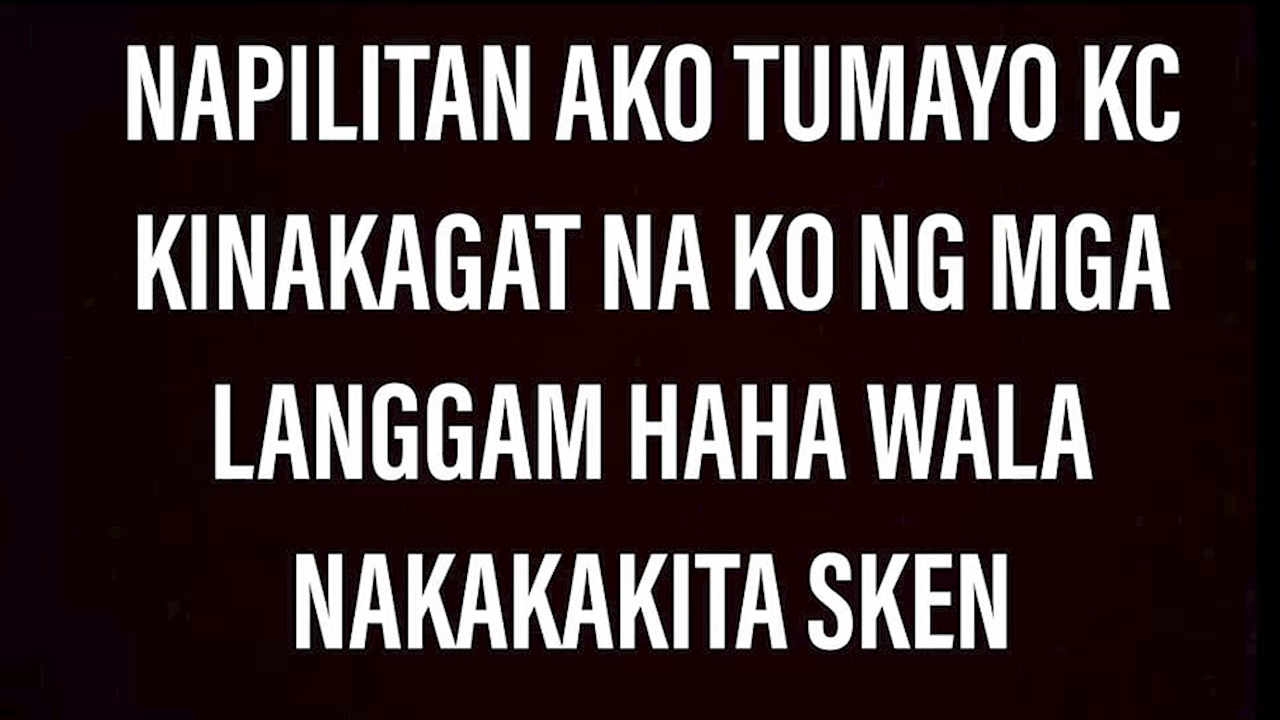 NAPILITAN AKO TUMAYO KC
KINAKAGAT NA KO NG MGA
LANGGAM HAHA WALA
NAKAKAKITA SKEN